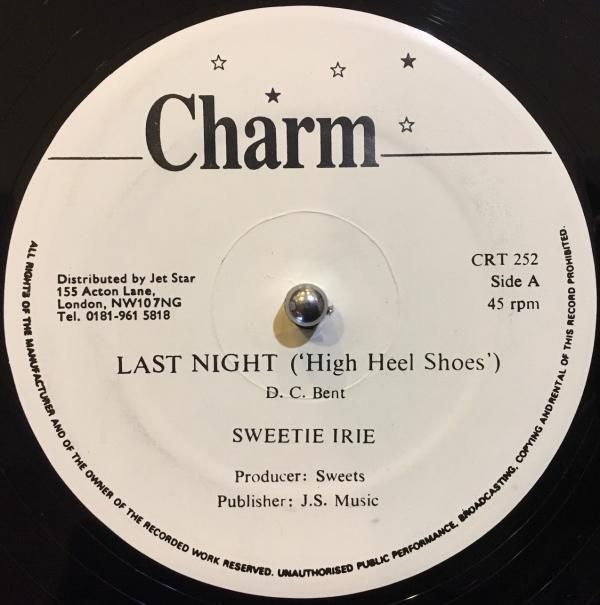 Charm
Distributed by Jet Star
155 Acton Lane,
London, NW107NG
Tel. 0181-961 5818
CRT 252
Side A
45 rpm
LAST NIGHT ('High Heel Shoes')
D. C. Bent
SWEETIE IRIE
Producer: Sweets
Publisher: J.S. Music
ALL RIGHTS OF THE MANUFACTURER AND OF THE OWNER OF THE RECORDED WORK RESERVED. UNAUTHORISED PUBLIC PERFORMANCE, BROADCASTING, COPYING AND RENTAL OF THIS RECORD PROHIBITED.